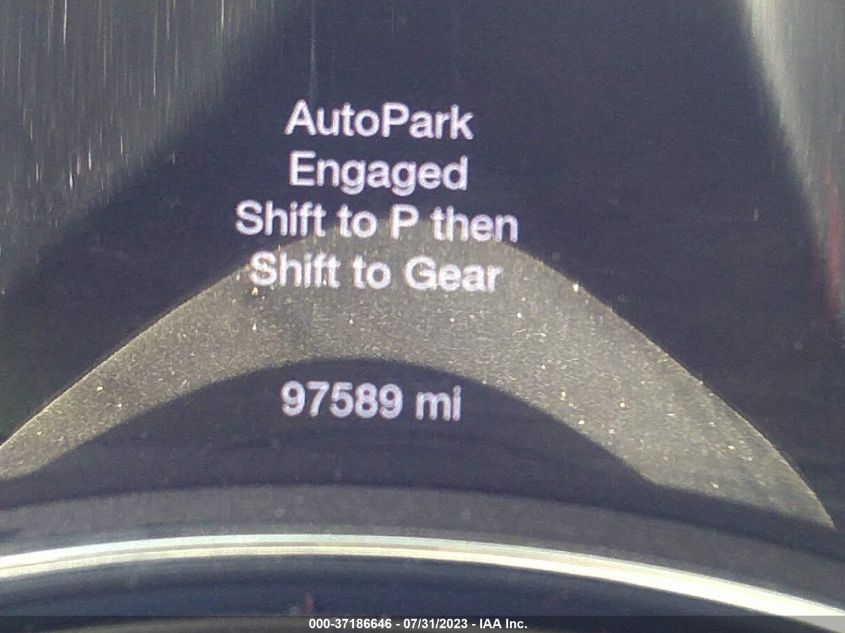 AutoPark
Engaged
Shift to P then
Shift to Gear
97589 mi
000-37186646 - 07/31/2023 - IAA Inc.